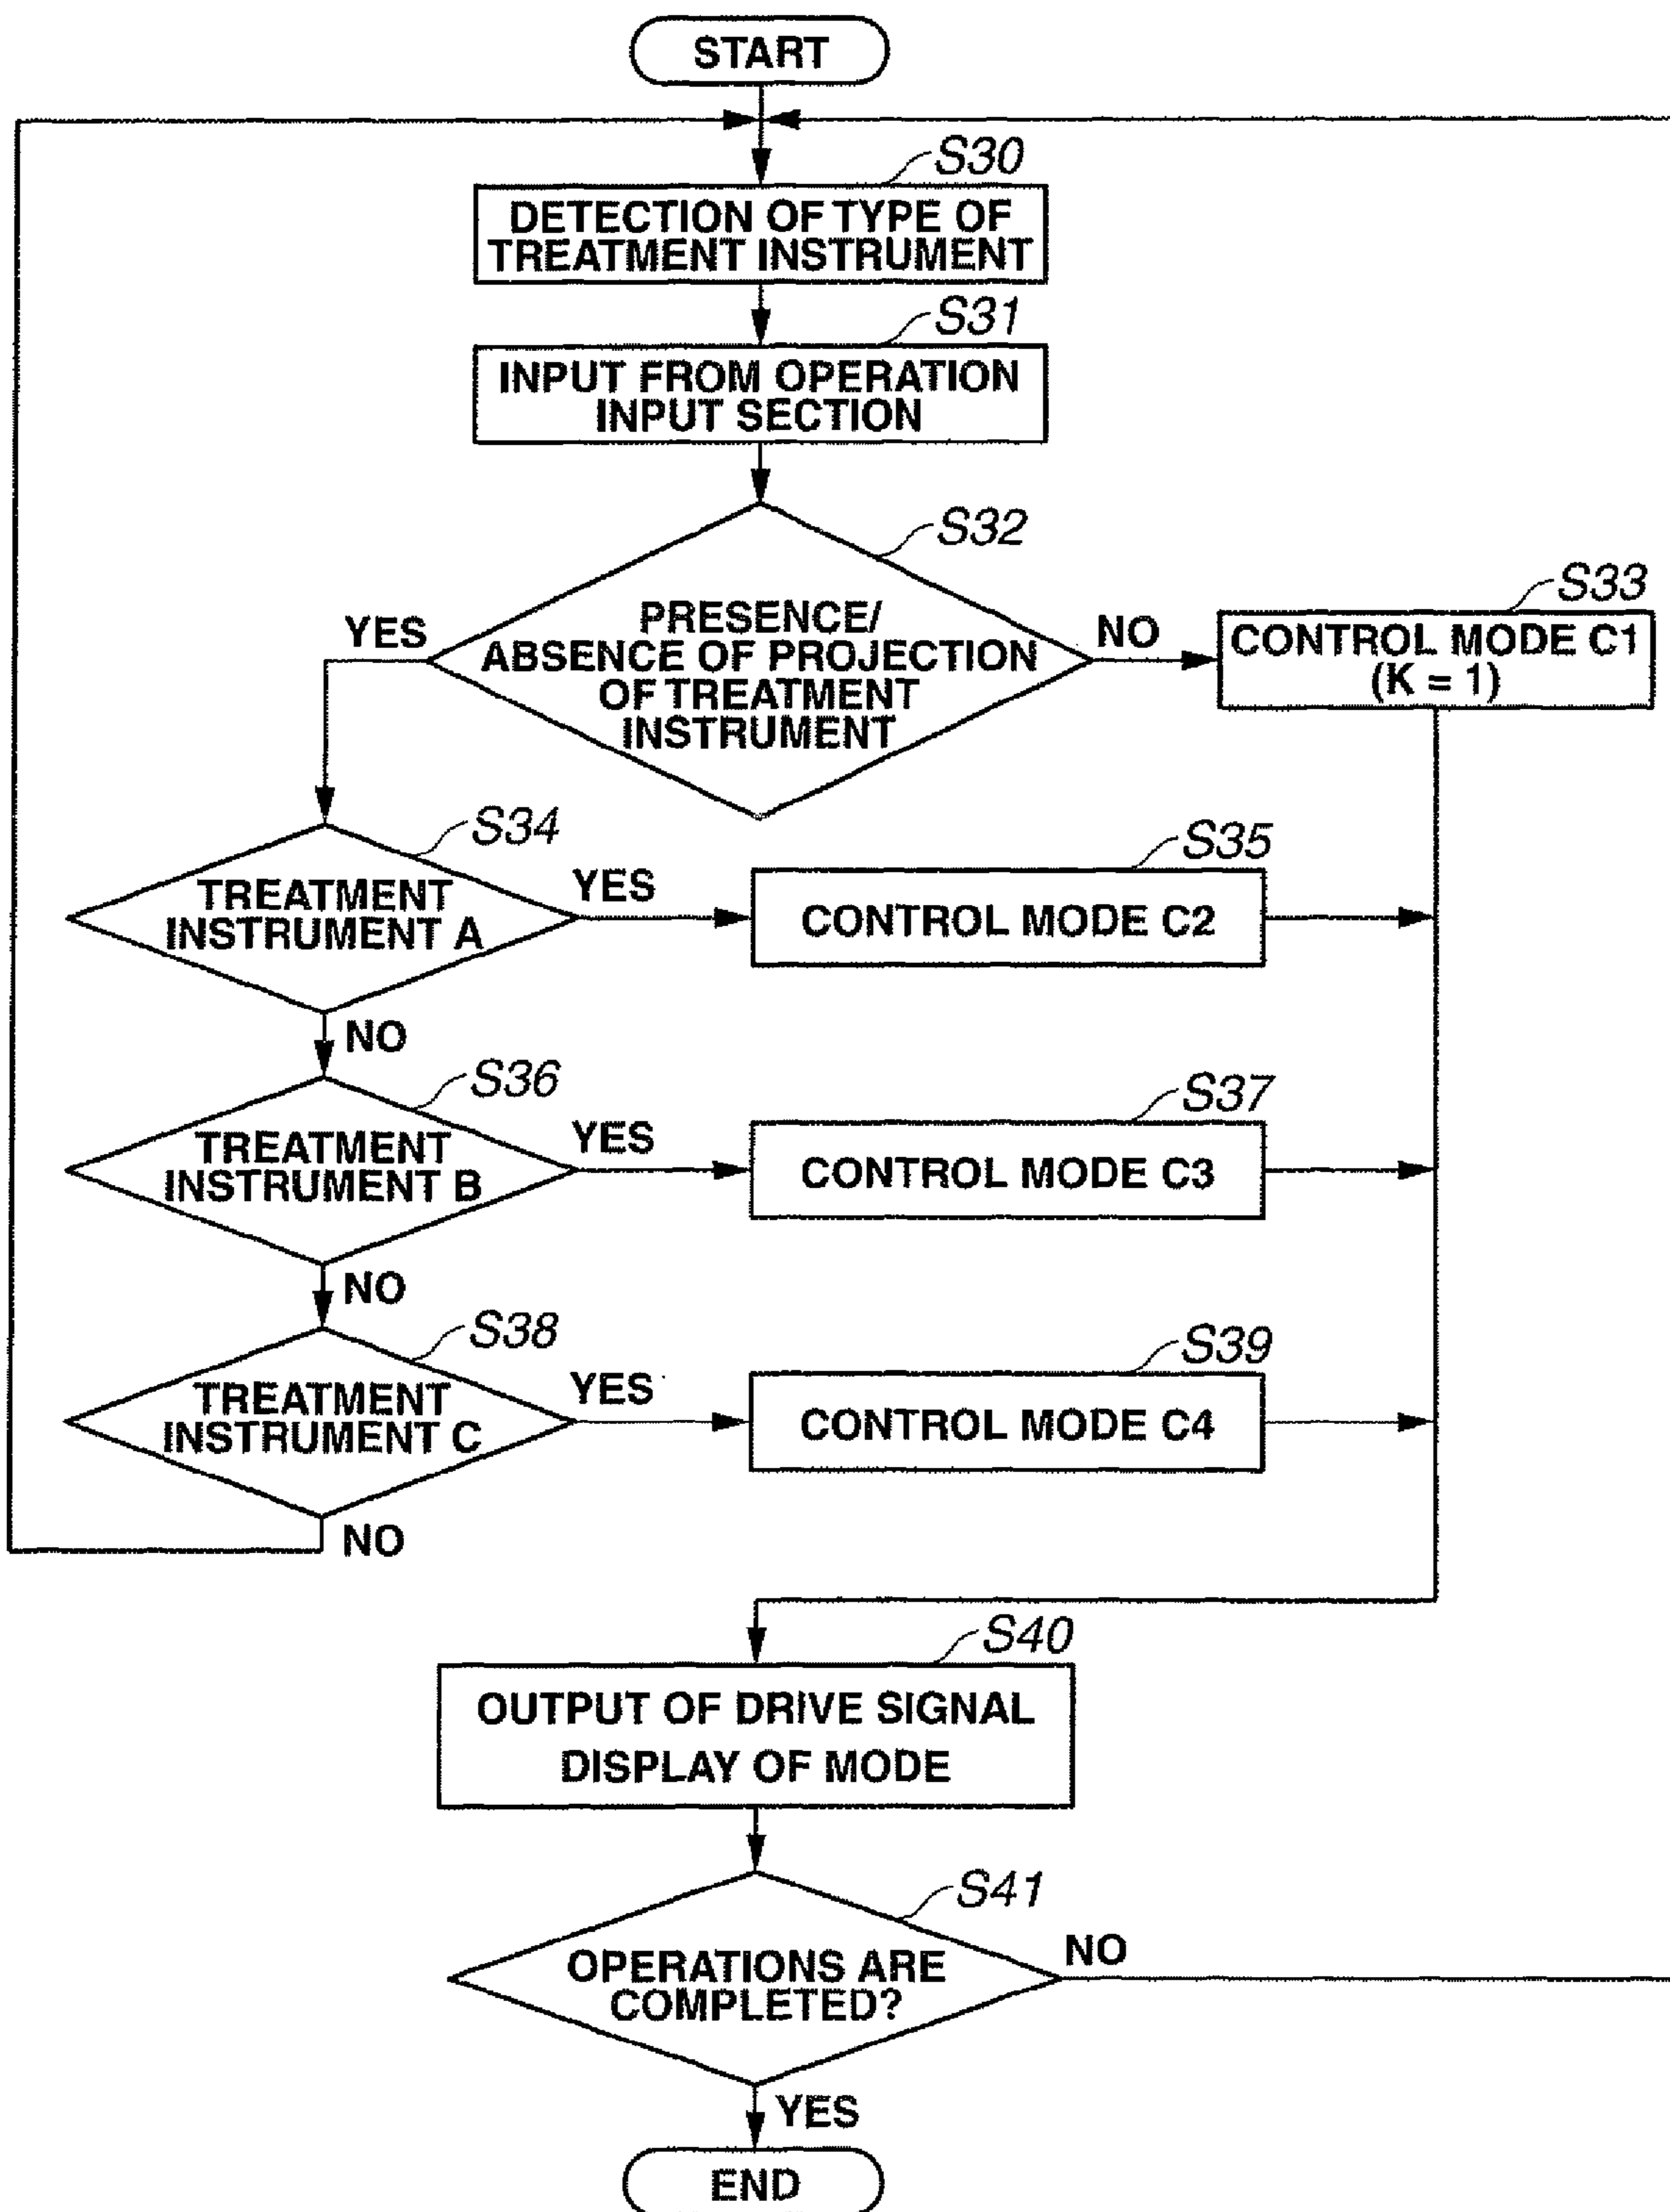 START
S30
DETECTION OF TYPE OF
TREATMENT INSTRUMENT
S31
INPUT FROM OPERATION
INPUT SECTION
S32
PRESENCE/
ABSENCE OF PROJECTION
OF TREATMENT
INSTRUMENT
YES
NO
S33
CONTROL MODE C1
(K = 1)
S34
TREATMENT
INSTRUMENT A
YES
S35
CONTROL MODE C2
NO
S36
TREATMENT
INSTRUMENT B
YES
S37
CONTROL MODE C3
NO
S38
TREATMENT
INSTRUMENT C
YES
S39
CONTROL MODE C4
NO
S40
OUTPUT OF DRIVE SIGNAL
DISPLAY OF MODE
S41
OPERATIONS ARE
COMPLETED?
NO
YES
END